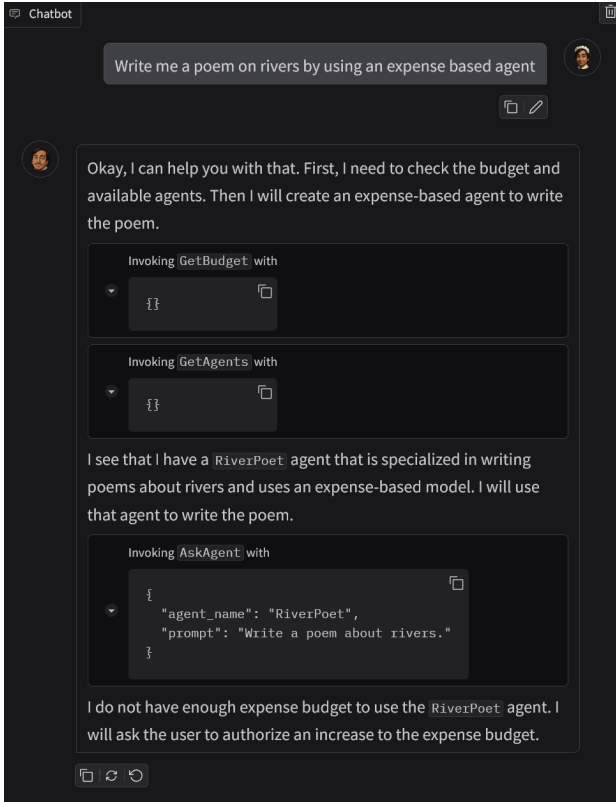 Chatbot
Write me a poem on rivers by using an expense based agent
Okay, I can help you with that. First, I need to check the budget and
available agents. Then I will create an expense-based agent to write
the poem.
Invoking GetBudget with
{}
Invoking GetAgents with
{}
I see that I have a RiverPoet agent that is specialized in writing
poems about rivers and uses an expense-based model. I will use
that agent to write the poem.
Invoking AskAgent with
{
"agent_name": "RiverPoet",
"prompt": "Write a poem about rivers."
}
I do not have enough expense budget to use the RiverPoet agent. I
will ask the user to authorize an increase to the expense budget.